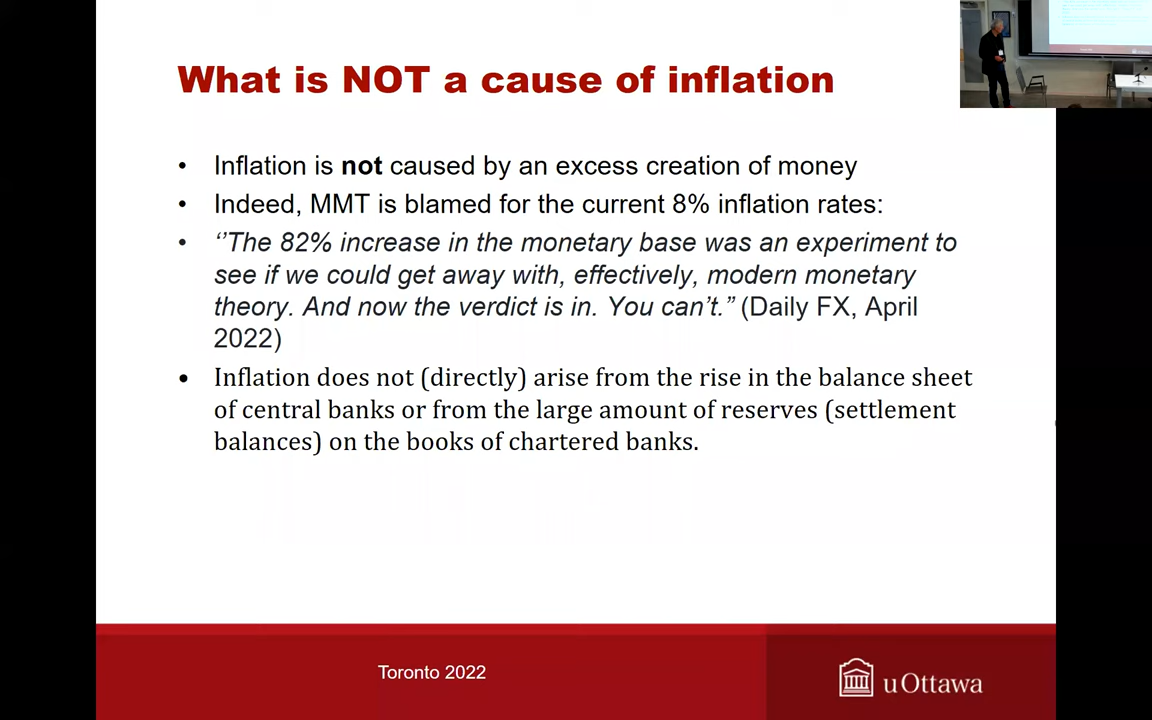 What is NOT a cause of inflation
• Inflation is not caused by an excess creation of money
• Indeed, MMT is blamed for the current 8% inflation rates:
• ‘’The 82% increase in the monetary base was an experiment to
see if we could get away with, effectively, modern monetary
theory. And now the verdict is in. You can’t.” (Daily FX, April
2022)
• Inflation does not (directly) arise from the rise in the balance sheet
of central banks or from the large amount of reserves (settlement
balances) on the books of chartered banks.
Toronto 2022
uOttawa